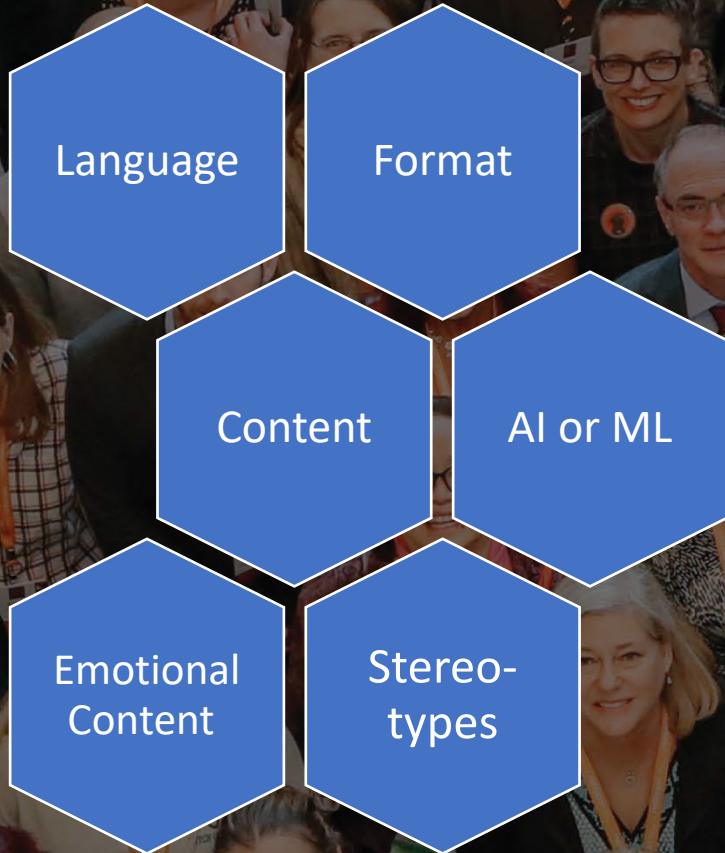 Language
Format
Content
AI or ML
Emotional
Content
Stereo-
types